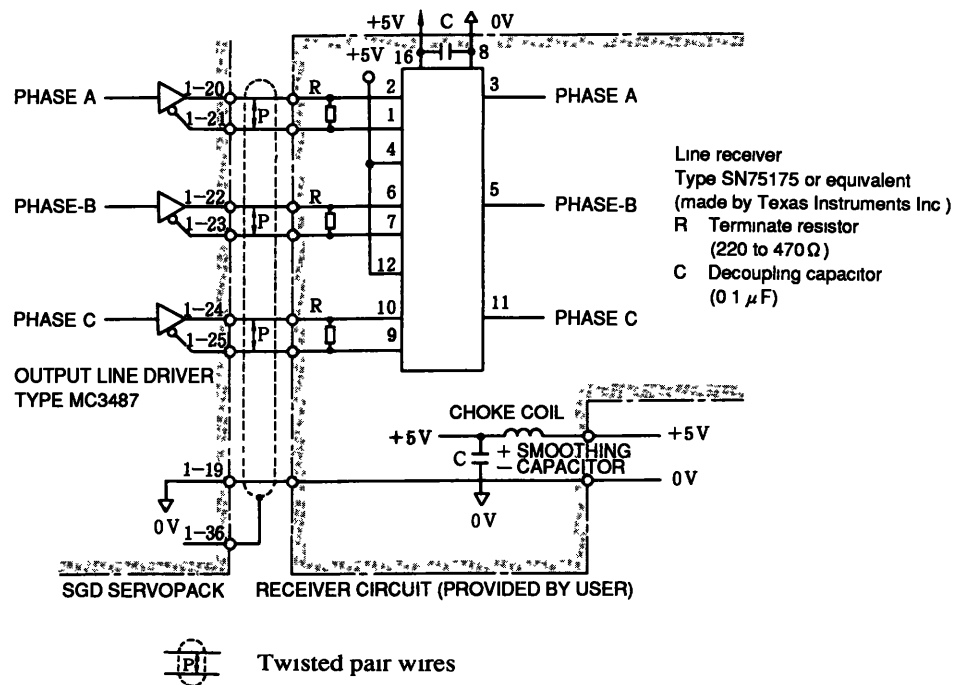 +5V C 0V
+5V 16 8
PHASE A 1-20 R 2 3 PHASE A
P
1-21 1
4
PHASE-B 1-22 R 6 5 PHASE-B
P
1-23 7
12
PHASE C 1-24 R 10 11 PHASE C
P
1-25 9
Line receiver
Type SN75175 or equivalent
(made by Texas Instruments Inc )
R Terminate resistor
(220 to 470Ω)
C Decoupling capacitor
(0 1 μF)
OUTPUT LINE DRIVER
TYPE MC3487
CHOKE COIL
+5V +5V
C + SMOOTHING
- CAPACITOR
1-19 0V
0V 0V
1-36
SGD SERVOPACK RECEIVER CIRCUIT (PROVIDED BY USER)
P Twisted pair wires